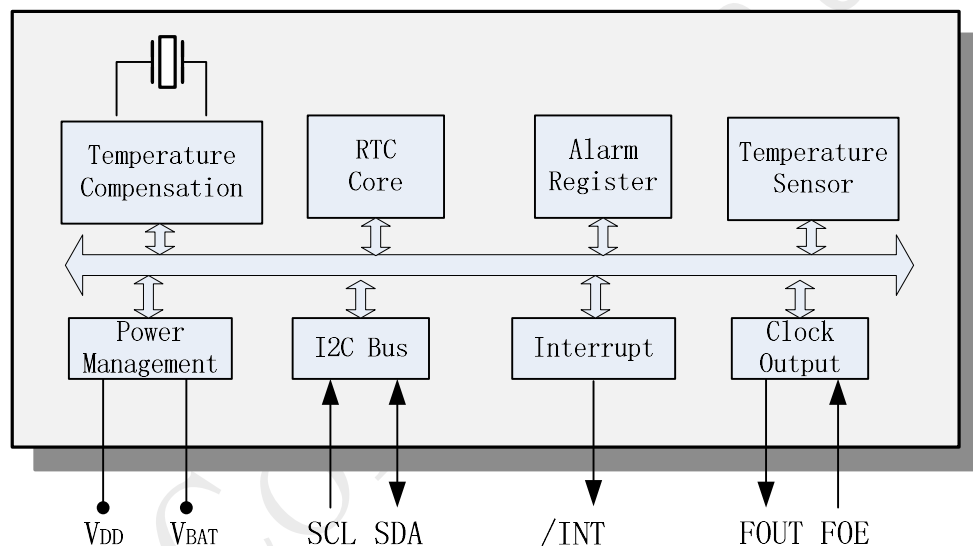 Temperature
Compensation
RTC
Core
Alarm
Register
Temperature
Sensor
Power
Management
I2C Bus
Interrupt
Clock
Output
VDD
VBAT
SCL SDA
/INT
FOUT FOE